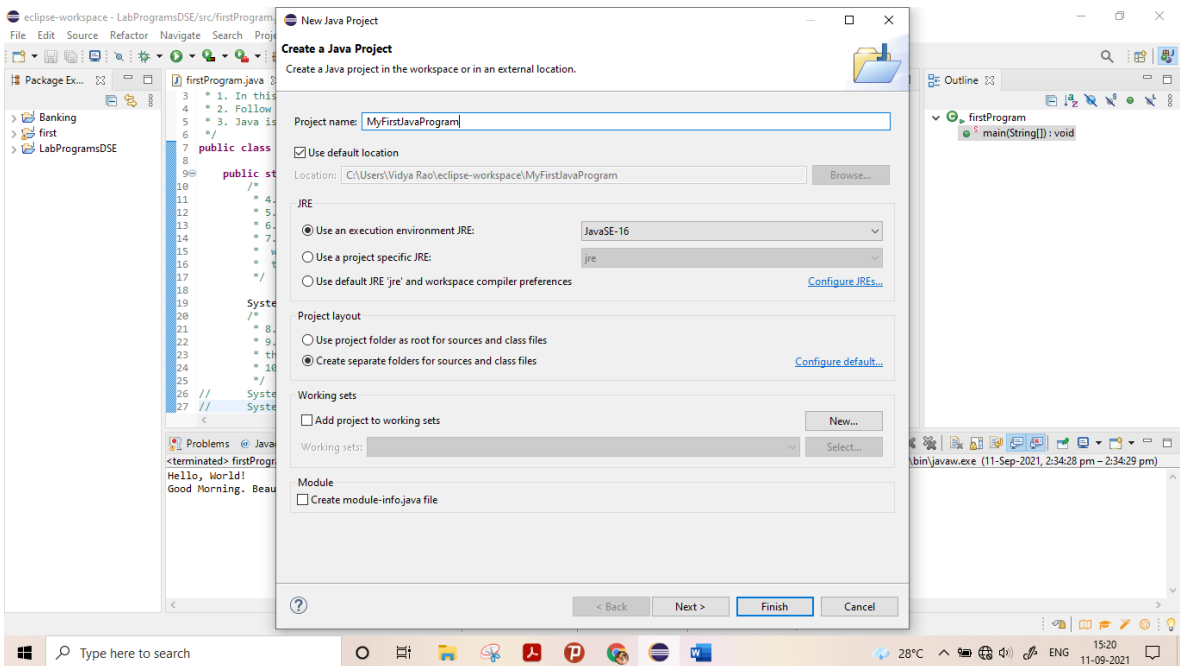 eclipse-workspace - LabProgramsDSE/src/firstProgram.
File Edit Source Refactor Navigate Search Proje
Package Ex...
Banking
first
LabProgramsDSE
firstProgram.java
3 * 1. In this
4 * 2. Follow
5 * 3. Java is
6 */
7 public class
8
9 public st
10 /*
11 * 4.
12 * 5.
13 * 6.
14 * 7.
15 * w
16 * t
17 */
18
19 Syste
20 /*
21 * 8.
22 * 9.
23 * th
24 * 10
25 */
26 // Syste
27 // Syste
Problems @ Java
<terminated> firstProgr
Hello, World!
Good Morning. Beau
New Java Project
Create a Java Project
Create a Java project in the workspace or in an external location.
Project name: MyFirstJavaProgram
Use default location
Location: C:\Users\Vidya Rao\eclipse-workspace\MyFirstJavaProgram Browse...
JRE
Use an execution environment JRE: JavaSE-16
Use a project specific JRE: jre
Use default JRE 'jre' and workspace compiler preferences Configure JREs...
Project layout
Use project folder as root for sources and class files
Create separate folders for sources and class files Configure default...
Working sets
Add project to working sets New...
Working sets: Select...
Module
Create module-info.java file
? < Back Next > Finish Cancel
Outline
firstProgram
main(String[]) : void
\bin\javaw.exe (11-Sep-2021, 2:34:28 pm – 2:34:29 pm)
Type here to search
28°C ENG 15:20
11-09-2021